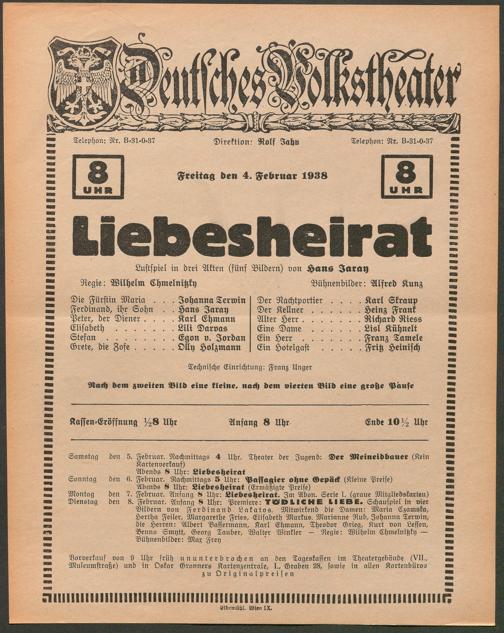 Deutsches Volkstheater
Telephon: Nr. B-31-0-37 Direktion: Rolf Jahn Telephon: Nr. B-31-0-37
8 UHR Freitag den 4. Februar 1938 8 UHR
Liebesheirat
Lustspiel in drei Akten (fünf Bildern) von Hans Jaray
Regie: Wilhelm Chmelnitzky Bühnenbilder: Alfred Kunz
Die Fürstin Maria . . . Johanna Terwin
Ferdinand, ihr Sohn . . Hans Jaray
Peter, der Diener . . . . Karl Ehmann
Elisabeth . . . . . . . Lili Darvas
Stefan . . . . . . . . Egon v. Jordan
Grete, die Zofe . . . . Olly Holzmann
Der Nachtportier . . . . Karl Skraup
Der Kellner . . . . . . Heinz Frank
Alter Herr . . . . . . Richard Riess
Eine Dame . . . . . . Lisl Kühnelt
Ein Herr . . . . . . . Franz Tamele
Ein Hotelgast . . . . . Fritz Heinisch
Technische Einrichtung: Franz Unger
Nach dem zweiten Bild eine kleine, nach dem vierten Bild eine große Pause
Kassen-Eröffnung ½8 Uhr Anfang 8 Uhr Ende 10½ Uhr
Samstag den 5. Februar. Nachmittags 4 Uhr. Theater der Jugend: Der Meineidbauer (Kein
Kartenverkauf)
Abends 8 Uhr: Liebesheirat
Sonntag den 6. Februar. Nachmittags 5 Uhr: Passagier ohne Gepäck (Kleine Preise)
Abends 8 Uhr: Liebesheirat (Ermäßigte Preise)
Montag den 7. Februar. Anfang 8 Uhr: Liebesheirat. Im Abon. Serie I. (graue Mitgliedskarten)
Dienstag den 8. Februar. Anfang 8 Uhr: Premiere: TÖDLICHE LIEBE. Schauspiel in vier
Bildern von Ferdinand Lakatos. Mitwirkend die Damen: Maria
Hertha Feiler, Margarethe Fries, Elisabeth Markus, Marianne Rub, Johanna Terwin,
die Herren: Albert Bassermann, Karl Ehmann, Theodor Grieg, Kurt von Lessen,
Benno Smytt, Georg Dauber, Walter Winkler — Regie: Wilhelm Chmelnitzky —
Bühnenbilder: Max Frey
Vorverkauf von 9 Uhr früh ununterbrochen an den Tageskassen im Theatergebäude (VII.,
Museumstraße) und in Oskar Gronners Kartenzentrale, I., Graben 28, sowie in allen Kartenbüros
zu Originalpreisen
Elbemühl, Wien IX.